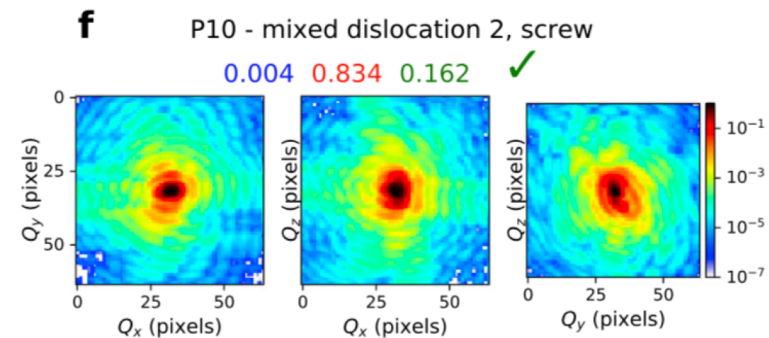 f
P10 - mixed dislocation 2, screw
0.004 0.834 0.162 ✓
0
25
50
Qy (pixels)
0 25 50
Qx (pixels)
Qz (pixels)
0 25 50
Qx (pixels)
Qz (pixels)
0 25 50
Qy (pixels)
10⁻¹
10⁻³
10⁻⁵
10⁻⁷